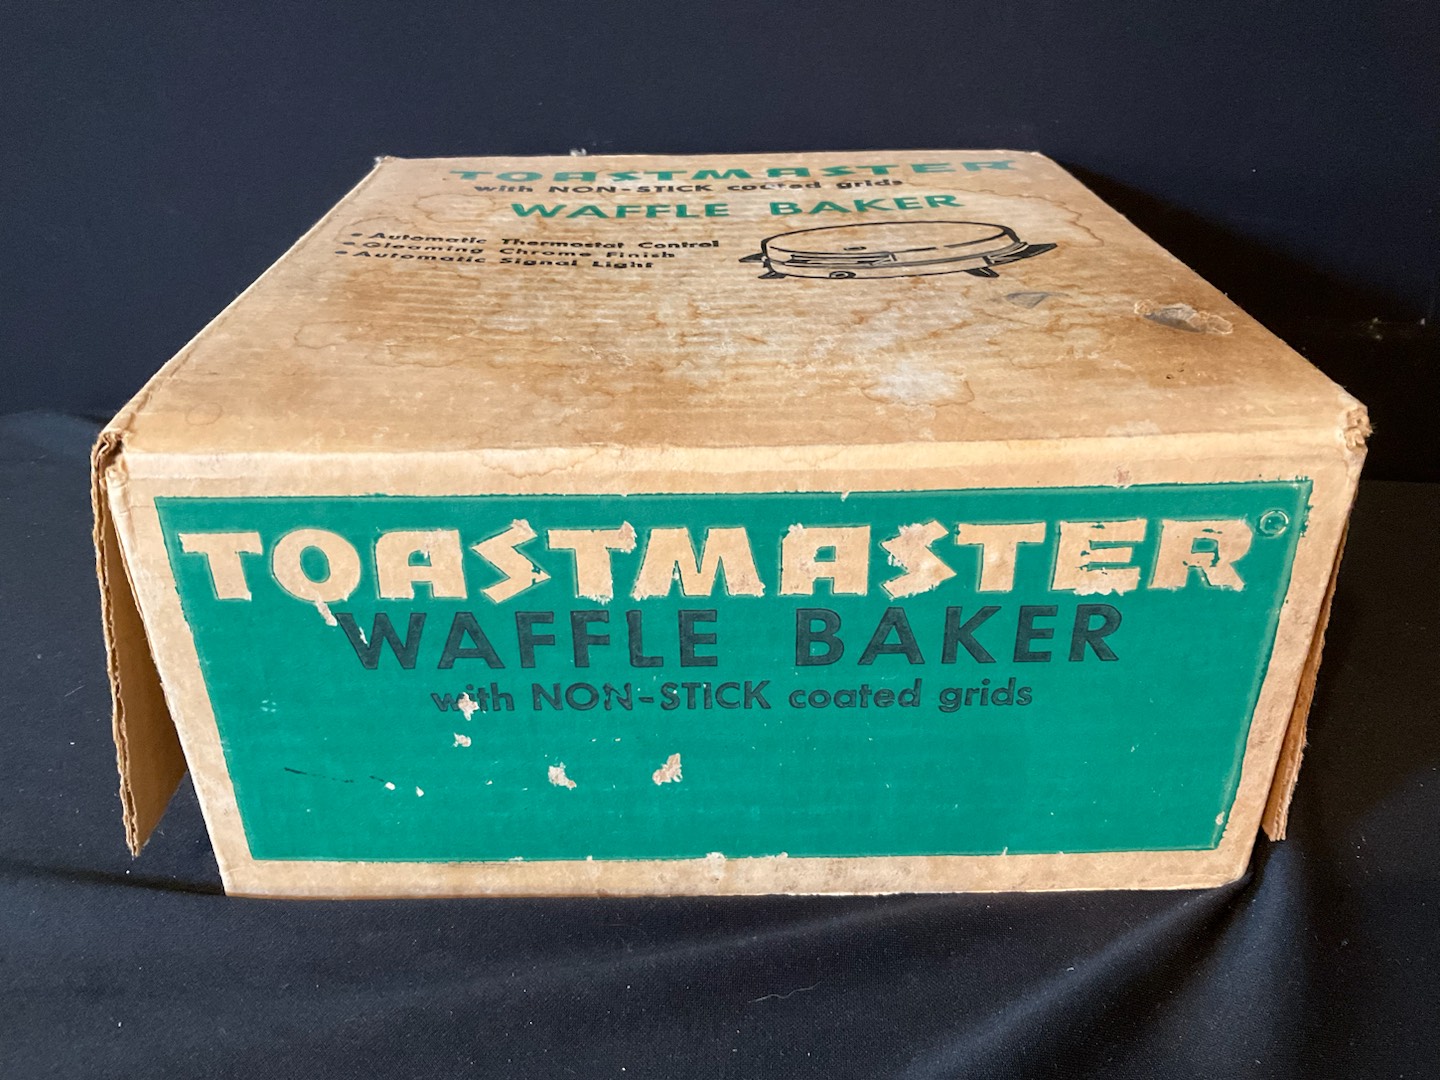 TOASTMASTER
with NON-STICK coated grids
WAFFLE BAKER
• Automatic Thermostat Control
• Gleaming Chrome Finish
• Automatic Signal Light
TOASTMASTER®
WAFFLE BAKER
with NON-STICK coated grids